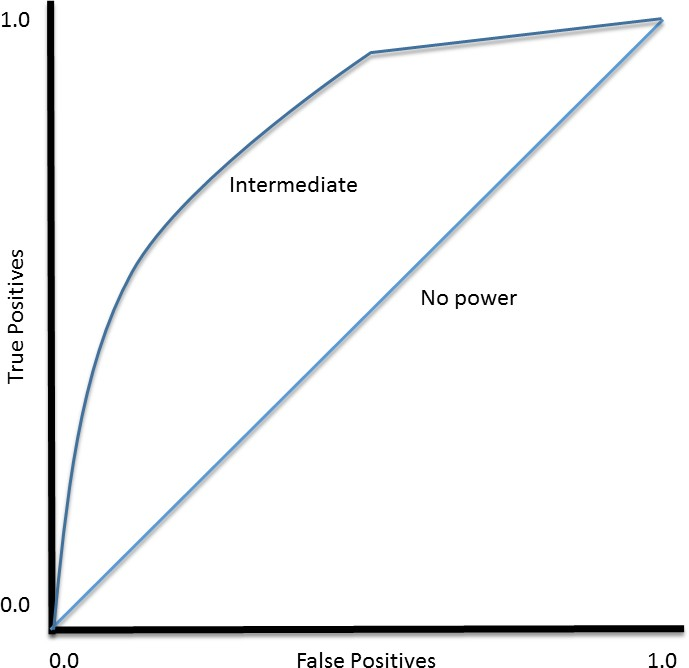 1.0
Intermediate
No power
True Positives
0.0
0.0
False Positives
1.0